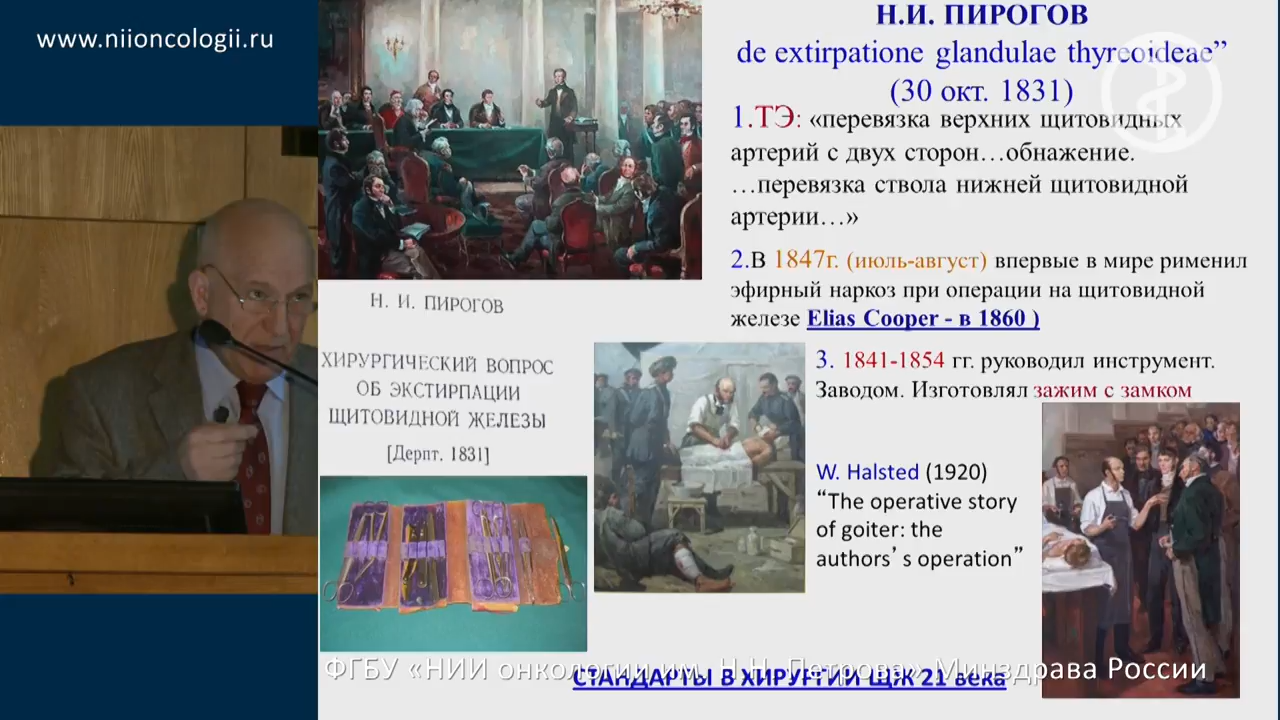 www.niioncologii.ru
Н.И. ПИРОГОВ
de extirpatione glandulae thyreoideae”
(30 окт. 1831)
1.ТЭ: «перевязка верхних щитовидных
артерий с двух сторон…обнажение.
…перевязка ствола нижней щитовидной
артерии…»
2.В 1847г. (июль-август) впервые в мире рименил
эфирный наркоз при операции на щитовидной
железе Elias Cooper - в 1860 )
3. 1841-1854 гг. руководил инструмент.
Заводом. Изготовлял зажим с замком
Н. И. ПИРОГОВ
ХИРУРГИЧЕСКИЙ ВОПРОС
ОБ ЭКСТИРПАЦИИ
ЩИТОВИДНОЙ ЖЕЛЕЗЫ
[Дерпт. 1831]
W. Halsted (1920)
“The operative story
of goiter: the
authors’s operation”
ФГБУ «НИИ онкологии им. Н.Н. Петрова» Минздрава России
СТАНДАРТЫ В ХИРУРГИИ ЩЖ 21 века